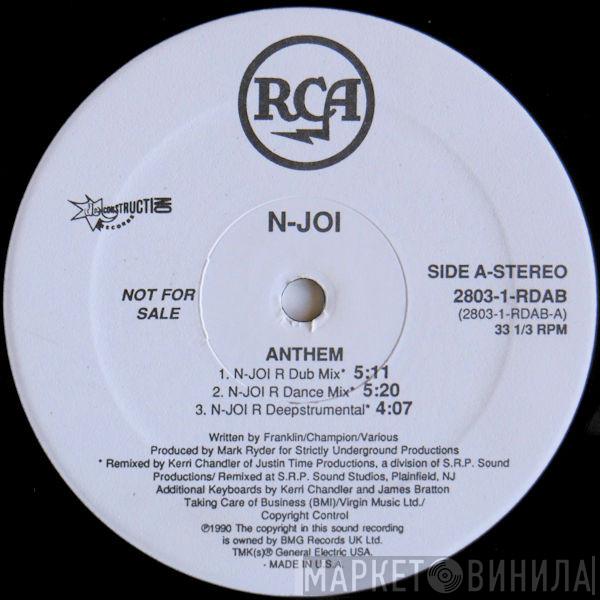 RCA
deCONSTRUCTION
RECORDS
N-JOI
NOT FOR
SALE
SIDE A-STEREO
2803-1-RDAB
(2803-1-RDAB-A)
33 1/3 RPM
ANTHEM
1. N-JOI R Dub Mix* 5:11
2. N-JOI R Dance Mix* 5:20
3. N-JOI R Deepstrumental* 4:07
Written by Franklin/Champion/Various
Produced by Mark Ryder for Strictly Underground Productions
* Remixed by Kerri Chandler of Justin Time Productions, a division of S.R.P. Sound
Productions/ Remixed at S.R.P. Sound Studios, Plainfield, NJ
Additional Keyboards by Kerri Chandler and James Bratton
Taking Care of Business (BMI)/Virgin Music Ltd./
Copyright Control
℗1990 The copyright in this sound recording
is owned by BMG Records UK Ltd.
TMK(s)® General Electric USA.
- MADE IN U.S.A.
МАРКЕТ ВИНИЛА